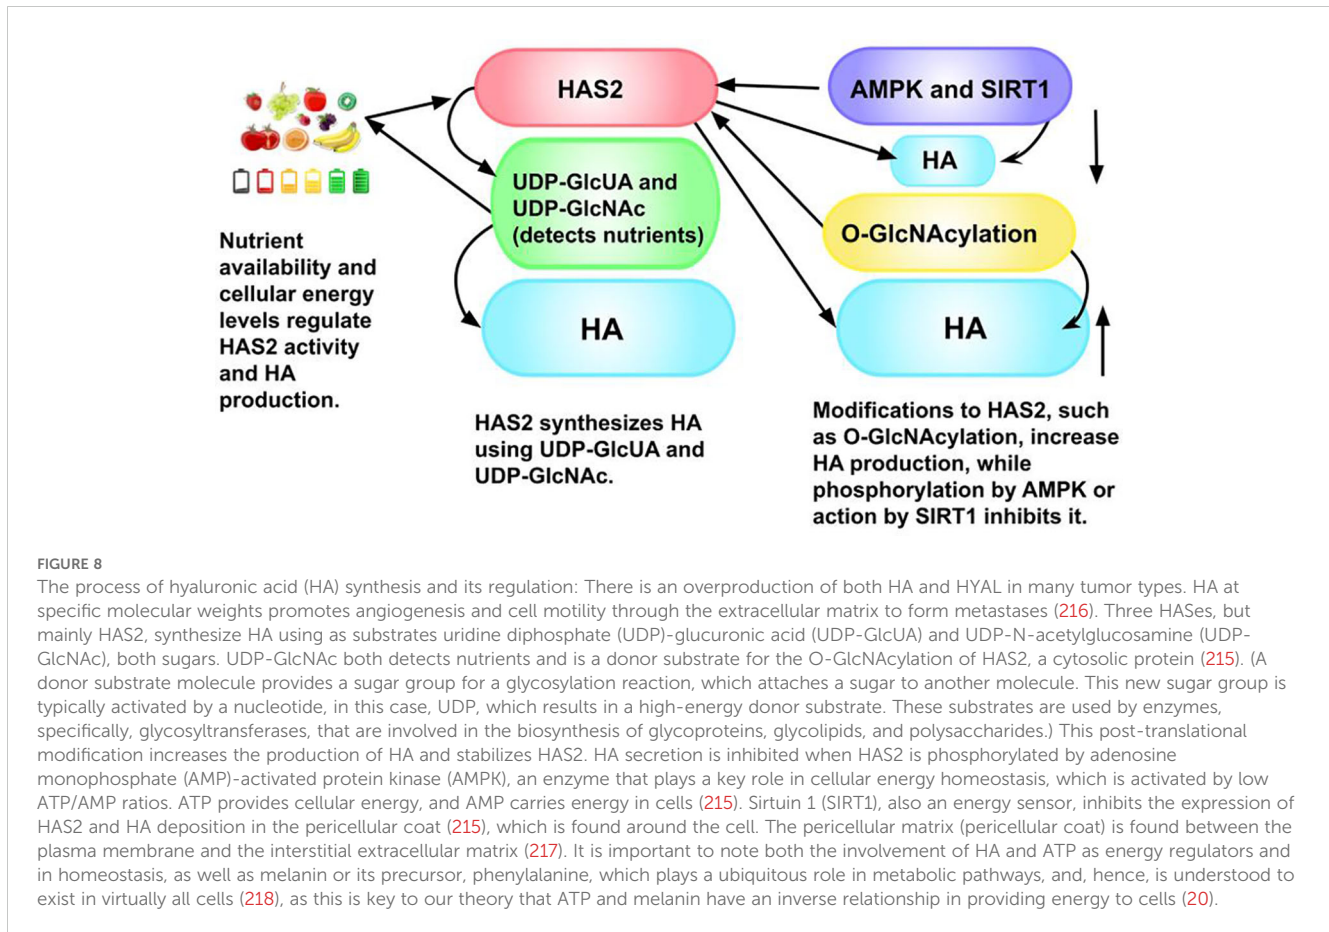 HAS2
AMPK and SIRT1
HA
UDP-GlcUA and
UDP-GlcNAc
(detects nutrients)
O-GlcNAcylation
HA
HA
Nutrient
availability and
cellular energy
levels regulate
HAS2 activity
and HA
production.
HAS2 synthesizes HA
using UDP-GlcUA and
UDP-GlcNAc.
Modifications to HAS2, such
as O-GlcNAcylation, increase
HA production, while
phosphorylation by AMPK or
action by SIRT1 inhibits it.
FIGURE 8
The process of hyaluronic acid (HA) synthesis and its regulation: There is an overproduction of both HA and HYAL in many tumor types. HA at
specific molecular weights promotes angiogenesis and cell motility through the extracellular matrix to form metastases (216). Three HASes, but
mainly HAS2, synthesize HA using as substrates uridine diphosphate (UDP)-glucuronic acid (UDP-GlcUA) and UDP-N-acetylglucosamine (UDP-
GlcNAc), both sugars. UDP-GlcNAc both detects nutrients and is a donor substrate for the O-GlcNAcylation of HAS2, a cytosolic protein (215). (A
donor substrate molecule provides a sugar group for a glycosylation reaction, which attaches a sugar to another molecule. This new sugar group is
typically activated by a nucleotide, in this case, UDP, which results in a high-energy donor substrate. These substrates are used by enzymes,
specifically, glycosyltransferases, that are involved in the biosynthesis of glycoproteins, glycolipids, and polysaccharides.) This post-translational
modification increases the production of HA and stabilizes HAS2. HA secretion is inhibited when HAS2 is phosphorylated by adenosine
monophosphate (AMP)-activated protein kinase (AMPK), an enzyme that plays a key role in cellular energy homeostasis, which is activated by low
ATP/AMP ratios. ATP provides cellular energy, and AMP carries energy in cells (215). Sirtuin 1 (SIRT1), also an energy sensor, inhibits the expression of
HAS2 and HA deposition in the pericellular coat (215), which is found around the cell. The pericellular matrix (pericellular coat) is found between the
plasma membrane and the interstitial extracellular matrix (217). It is important to note both the involvement of HA and ATP as energy regulators and
in homeostasis, as well as melanin or its precursor, phenylalanine, which plays a ubiquitous role in metabolic pathways, and, hence, is understood to
exist in virtually all cells (218), as this is key to our theory that ATP and melanin have an inverse relationship in providing energy to cells (20).